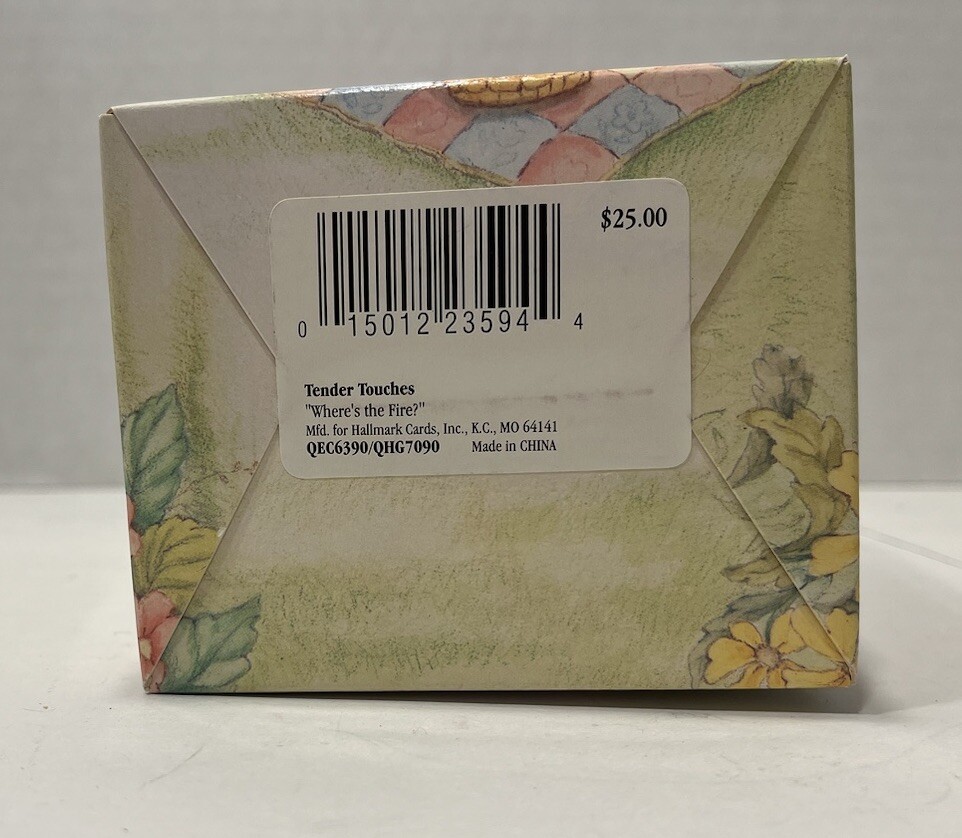 $25.00
0 15012 23594 4
Tender Touches
"Where's the Fire?"
Mfd. for Hallmark Cards, Inc., K.C., MO 64141
QEC6390/QHG7090 Made in CHINA